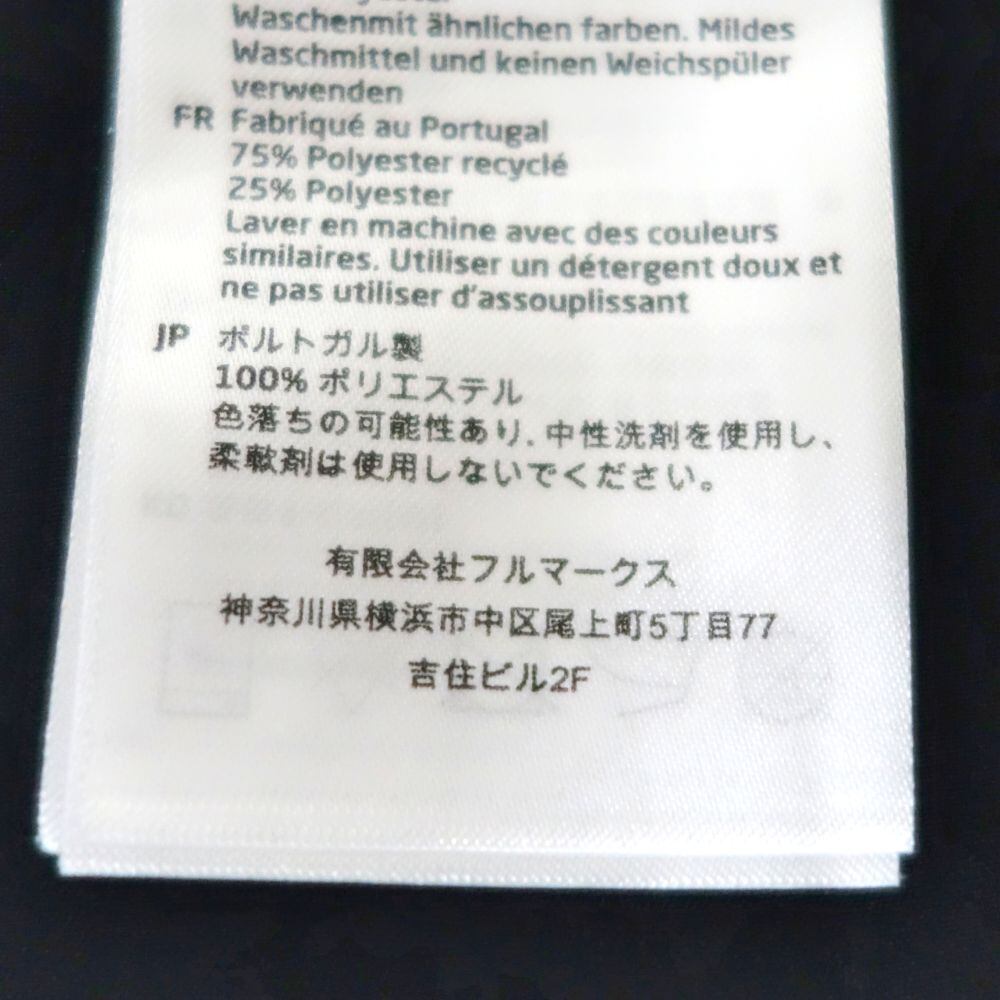 Waschenmit ähnlichen farben. Mildes
Waschmittel und keinen Weichspüler
verwenden
FR Fabriqué au Portugal
75% Polyester recyclé
25% Polyester
Laver en machine avec des couleurs
similaires. Utiliser un détergent doux et
ne pas utiliser d'assouplissant
JP ポルトガル製
100% ポリエステル
色落ちの可能性あり.中性洗剤を使用し、
柔軟剤は使用しないでください。
有限会社フルマークス
神奈川県横浜市中区尾上町5丁目77
吉住ビル2F